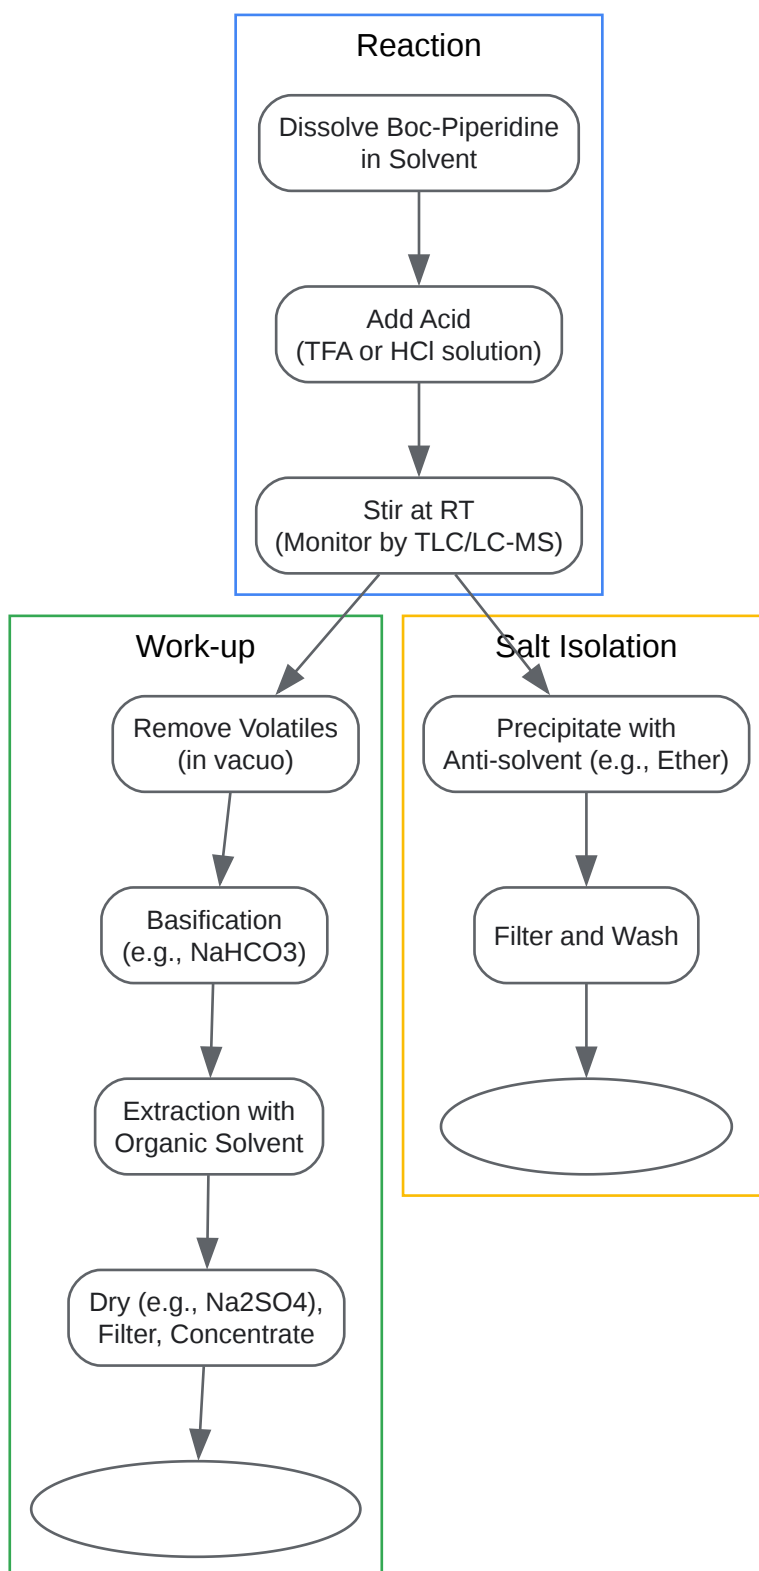 Reaction
Dissolve Boc-Piperidine
in Solvent
Add Acid
(TFA or HCl solution)
Stir at RT
(Monitor by TLC/LC-MS)
Work-up
Remove Volatiles
(in vacuo)
Basification
(e.g., NaHCO3)
Extraction with
Organic Solvent
Dry (e.g., Na2SO4),
Filter, Concentrate
Salt Isolation
Precipitate with
Anti-solvent (e.g., Ether)
Filter and Wash